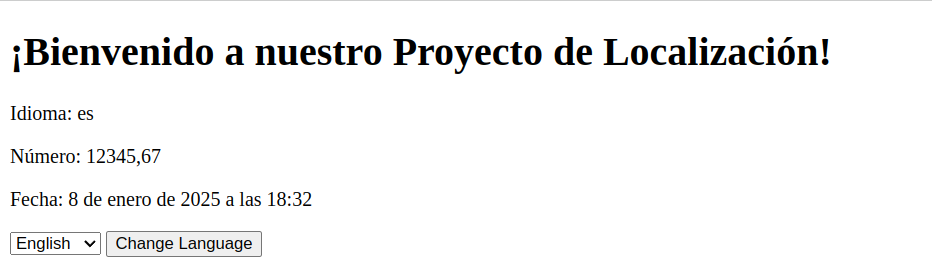 ¡Bienvenido a nuestro Proyecto de Localización!
Idioma: es
Número: 12345,67
Fecha: 8 de enero de 2025 a las 18:32
English Change Language